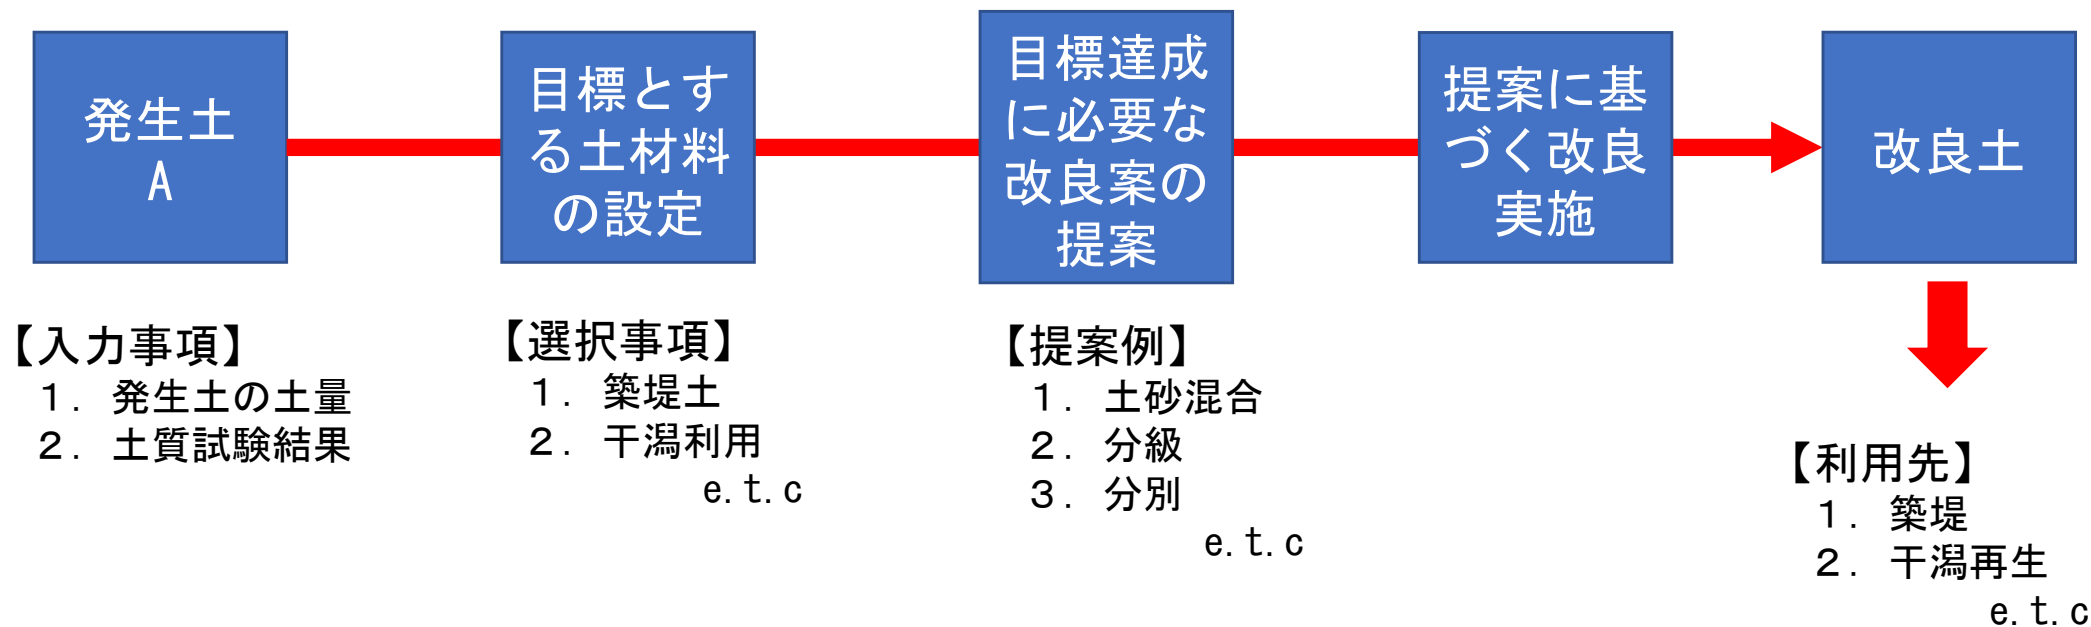 発生土
A
目標とす
る土材料
の設定
目標達成
に必要な
改良案の
提案
提案に基
づく改良
実施
改良土
【入力事項】
１．発生土の土量
２．土質試験結果
【選択事項】
１．築堤土
２．干潟利用
e.t.c
【提案例】
１．土砂混合
２．分級
３．分別
e.t.c
【利用先】
１．築堤
２．干潟再生
e.t.c